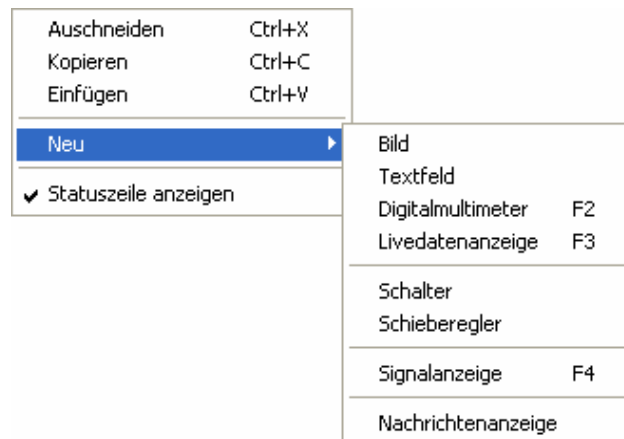 Auschneiden Ctrl+X
Kopieren Ctrl+C
Einfügen Ctrl+V
Neu
Statuszeile anzeigen
Bild
Textfeld
Digitalmultimeter F2
Livedatenanzeige F3
Schalter
Schieberegler
Signalanzeige F4
Nachrichtenanzeige